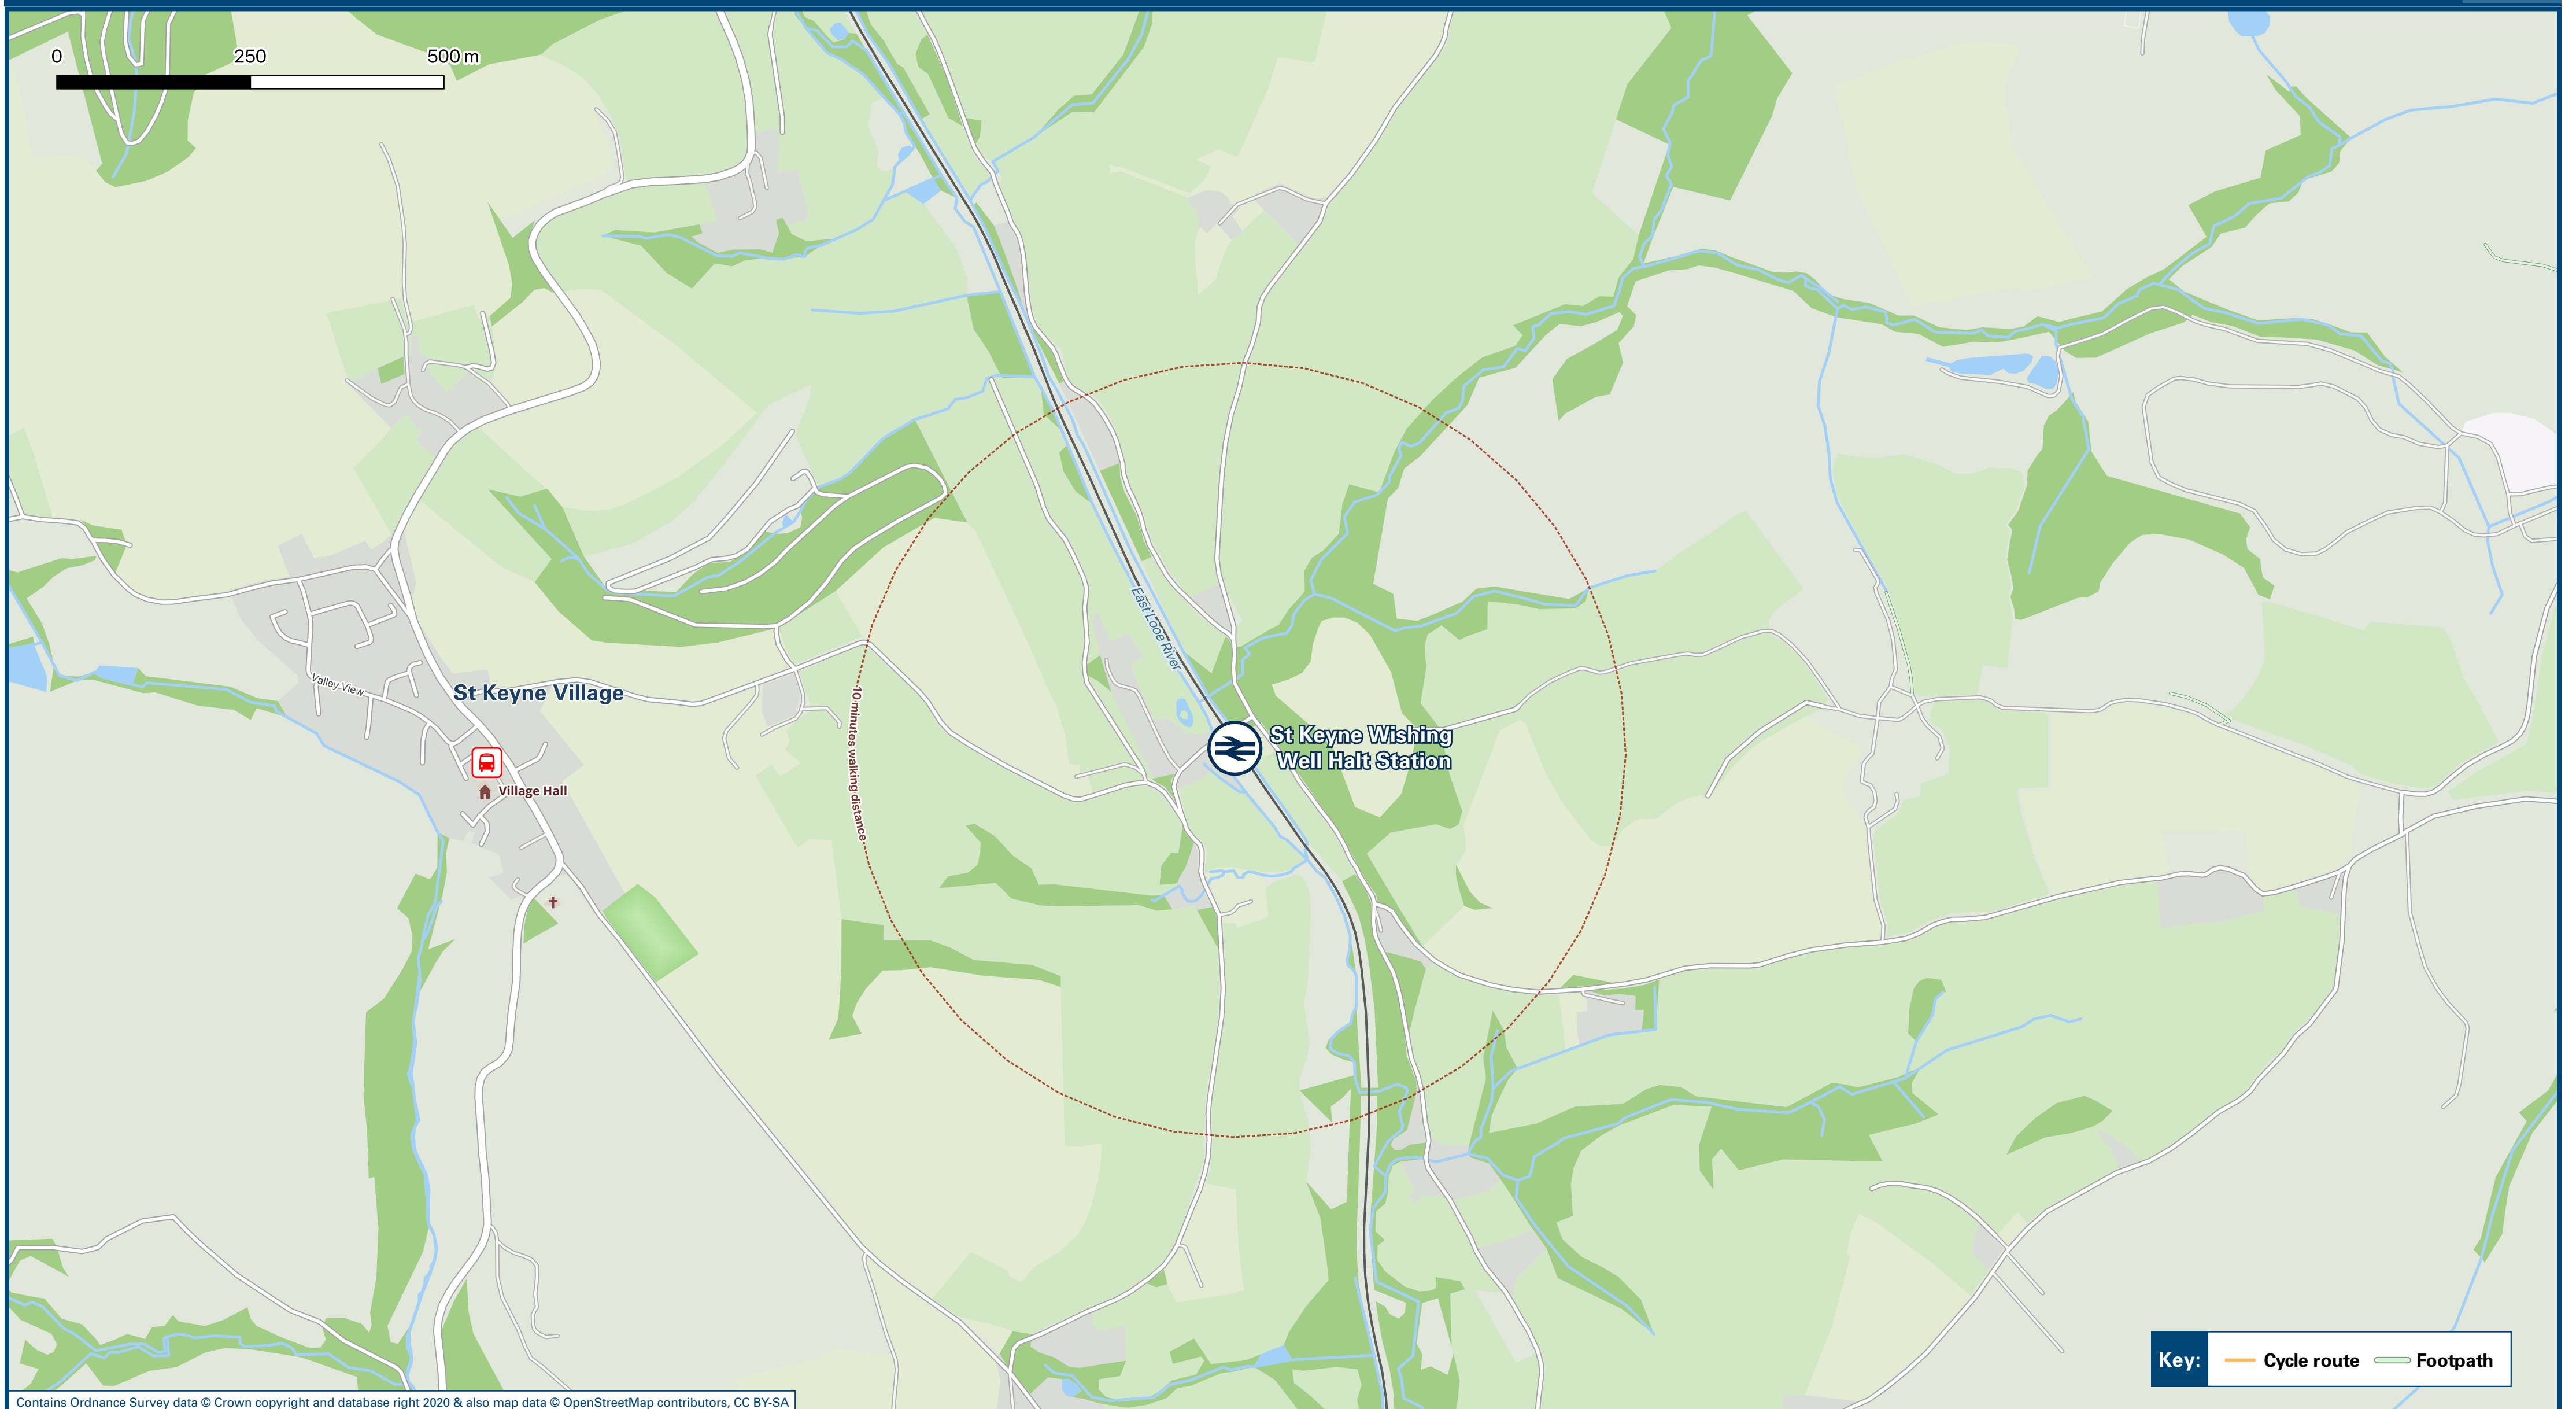 0 250 500 m
East Looe River
Valley View
St Keyne Village
10 minutes walking distance
St Keyne Wishing
Well Halt Station
Village Hall
Key: Cycle route Footpath
Contains Ordnance Survey data © Crown copyright and database right 2020 & also map data © OpenStreetMap contributors, CC BY-SA